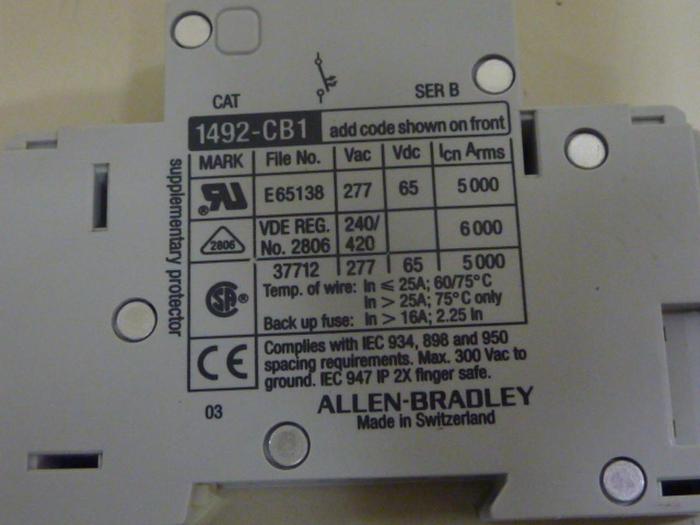 CAT SER B
1492-CB1 add code shown on front
MARK File No. Vac Vdc Icn Arms
RU® E65138 277 65 5000
2806 VDE REG. No. 2806 240/420 6000
SA® 37712 277 65 5000
Temp. of wire: In ≤ 25A; 60/75°C
In > 25A; 75°C only
Back up fuse: In > 16A; 2.25 In
CE Complies with IEC 934, 898 and 950
spacing requirements. Max. 300 Vac to
ground. IEC 947 IP 2X finger safe.
03 ALLEN-BRADLEY
Made in Switzerland
supplementary protector